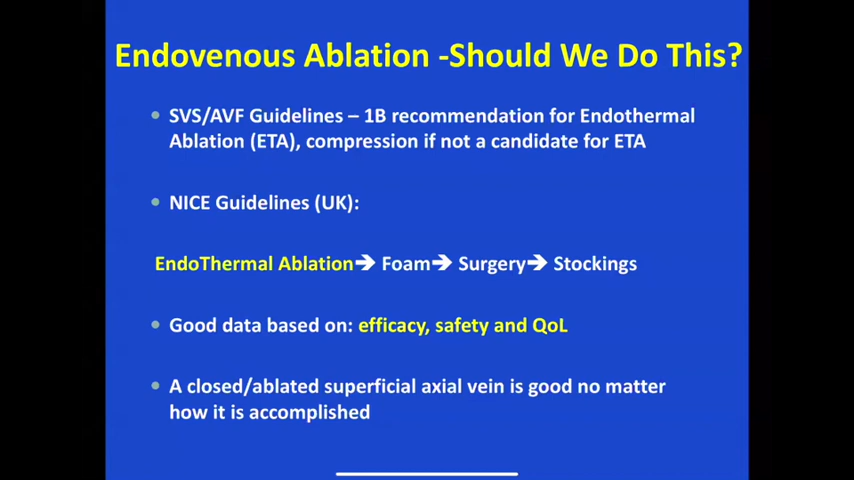 Endovenous Ablation -Should We Do This?
• SVS/AVF Guidelines – 1B recommendation for Endothermal
Ablation (ETA), compression if not a candidate for ETA
• NICE Guidelines (UK):
EndoThermal Ablation➔ Foam➔ Surgery➔ Stockings
• Good data based on: efficacy, safety and QoL
• A closed/ablated superficial axial vein is good no matter
how it is accomplished